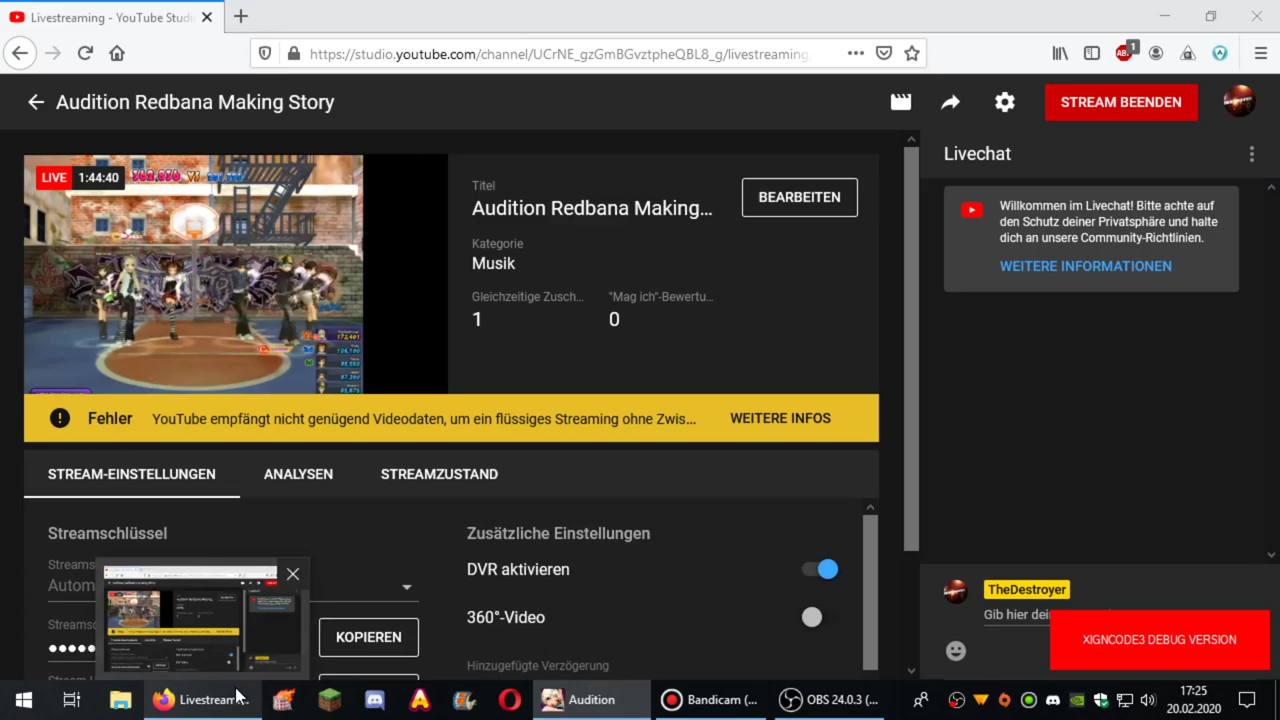 Livestreaming - YouTube Studi
https://studio.youtube.com/channel/UCrNE_gzGmBGvztpheQBL8_g/livestreaming
1
Audition Redbana Making Story
STREAM BEENDEN
LIVE 1:44:40
Titel
Audition Redbana Making...
BEARBEITEN
Kategorie
Musik
Gleichzeitige Zusch... "Mag ich"-Bewertu...
1 0
Fehler YouTube empfängt nicht genügend Videodaten, um ein flüssiges Streaming ohne Zwis... WEITERE INFOS
STREAM-EINSTELLUNGEN ANALYSEN STREAMZUSTAND
Streamschlüssel
Streams
Autom
Streamsc
KOPIEREN
Zusätzliche Einstellungen
DVR aktivieren
360°-Video
Hinzugefügte Verzögerung
Livechat
Willkommen im Livechat! Bitte achte auf
den Schutz deiner Privatsphäre und halte
dich an unsere Community-Richtlinien.
WEITERE INFORMATIONEN
TheDestroyer
Gib hier dei
XIGNCODE3 DEBUG VERSION
Livestream... Audition Bandicam (... OBS 24.0.3 (...
17:25
20.02.2020